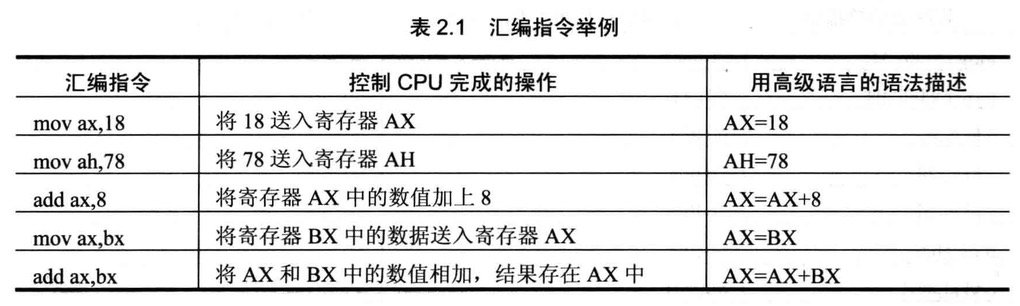 表 2.1 汇编指令举例
汇编指令 控制 CPU 完成的操作 用高级语言的语法描述
mov ax,18 将 18 送入寄存器 AX AX=18
mov ah,78 将 78 送入寄存器 AH AH=78
add ax,8 将寄存器 AX 中的数值加上 8 AX=AX+8
mov ax,bx 将寄存器 BX 中的数据送入寄存器 AX AX=BX
add ax,bx 将 AX 和 BX 中的数值相加，结果存在 AX 中 AX=AX+BX